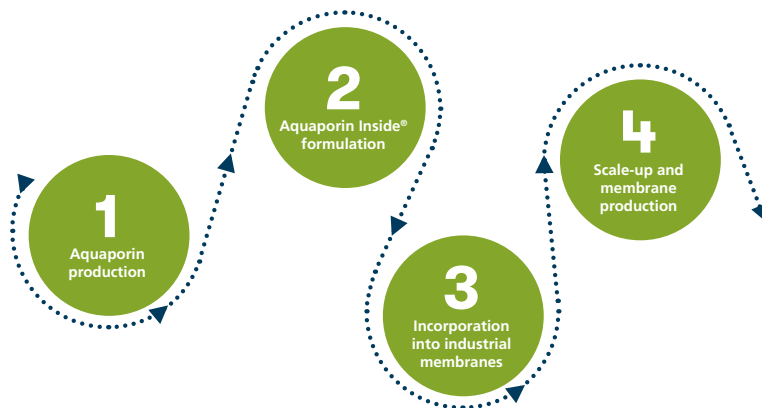 1
Aquaporin
production
2
Aquaporin Inside®
formulation
3
Incorporation
into industrial
membranes
4
Scale-up and
membrane
production